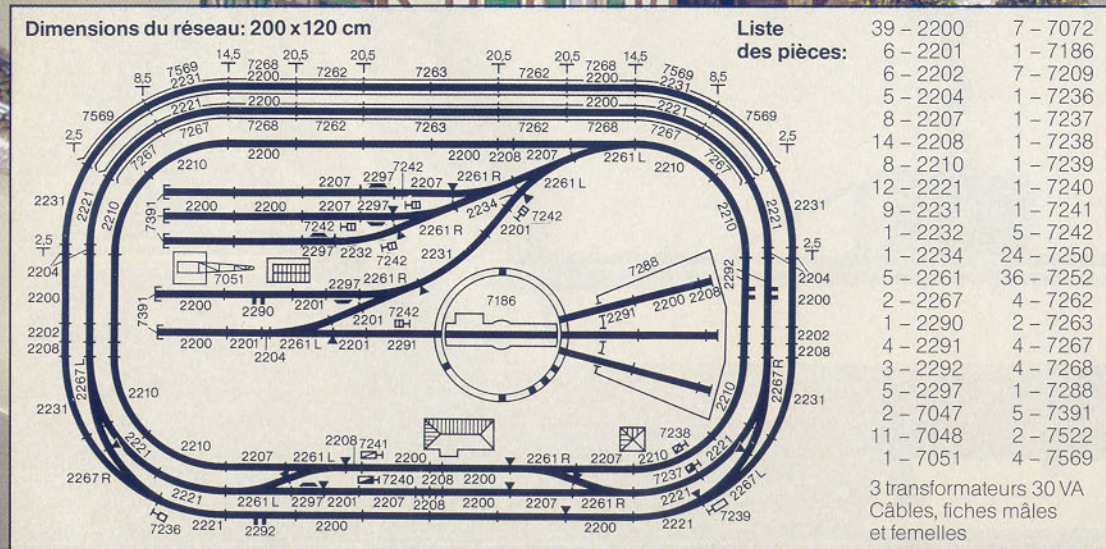 Dimensions du réseau: 200 x 120 cm
Liste
des pièces:
39 – 2200 7 – 7072
6 – 2201 1 – 7186
6 – 2202 7 – 7209
5 – 2204 1 – 7236
8 – 2207 1 – 7237
14 – 2208 1 – 7238
8 – 2210 1 – 7239
12 – 2221 1 – 7240
9 – 2231 1 – 7241
1 – 2232 5 – 7242
1 – 2234 24 – 7250
5 – 2261 36 – 7252
2 – 2267 4 – 7262
1 – 2290 2 – 7263
4 – 2291 4 – 7267
3 – 2292 4 – 7268
5 – 2297 1 – 7288
2 – 7047 5 – 7391
11 – 7048 2 – 7522
1 – 7051 4 – 7569
3 transformateurs 30 VA
Câbles, fiches mâles
et femelles
14,5 20,5 20,5 20,5 20,5 14,5
8,5 7569 7268 7262 7263 7262 7268 7569 8,5
2231 2200 2200 2231
7569 2221 2200 2200 2221 7569
2,5 7267 7268 7262 7263 7262 7268 7267 2,5
7267 2210 2200 2200 2208 2207 2261 L 2210 7267
2231 2221 2210 2207 2297 7242 2207 2261 R 2261 L 2210 2221 2231
7391 2200 2200 2207 2297 2234 7242
7242 2261 R 2201
2,5 2297 2232 7242 2231 2,5
2204 7051 2261 R 7288 2292 2204
2200 2297 7186 2200 2208 2200
7391 2200 2290 2201 7242 2291
2202 2201 2202
2208 2200 2201 2261 L 2201 2291 2208
2204
2267 L 2210 2210 2267 R
2231 2231
2221 2210 2208 7241 7238 2221
2207 2261 L 2200 2261 R 2207 2210
2267 R 7240 7237 2267 L
2221 2261 L 2297 2201 2207 2208 2200 2207 2261 R 2221
7236 2221 2292 2200 2200 2221 7239